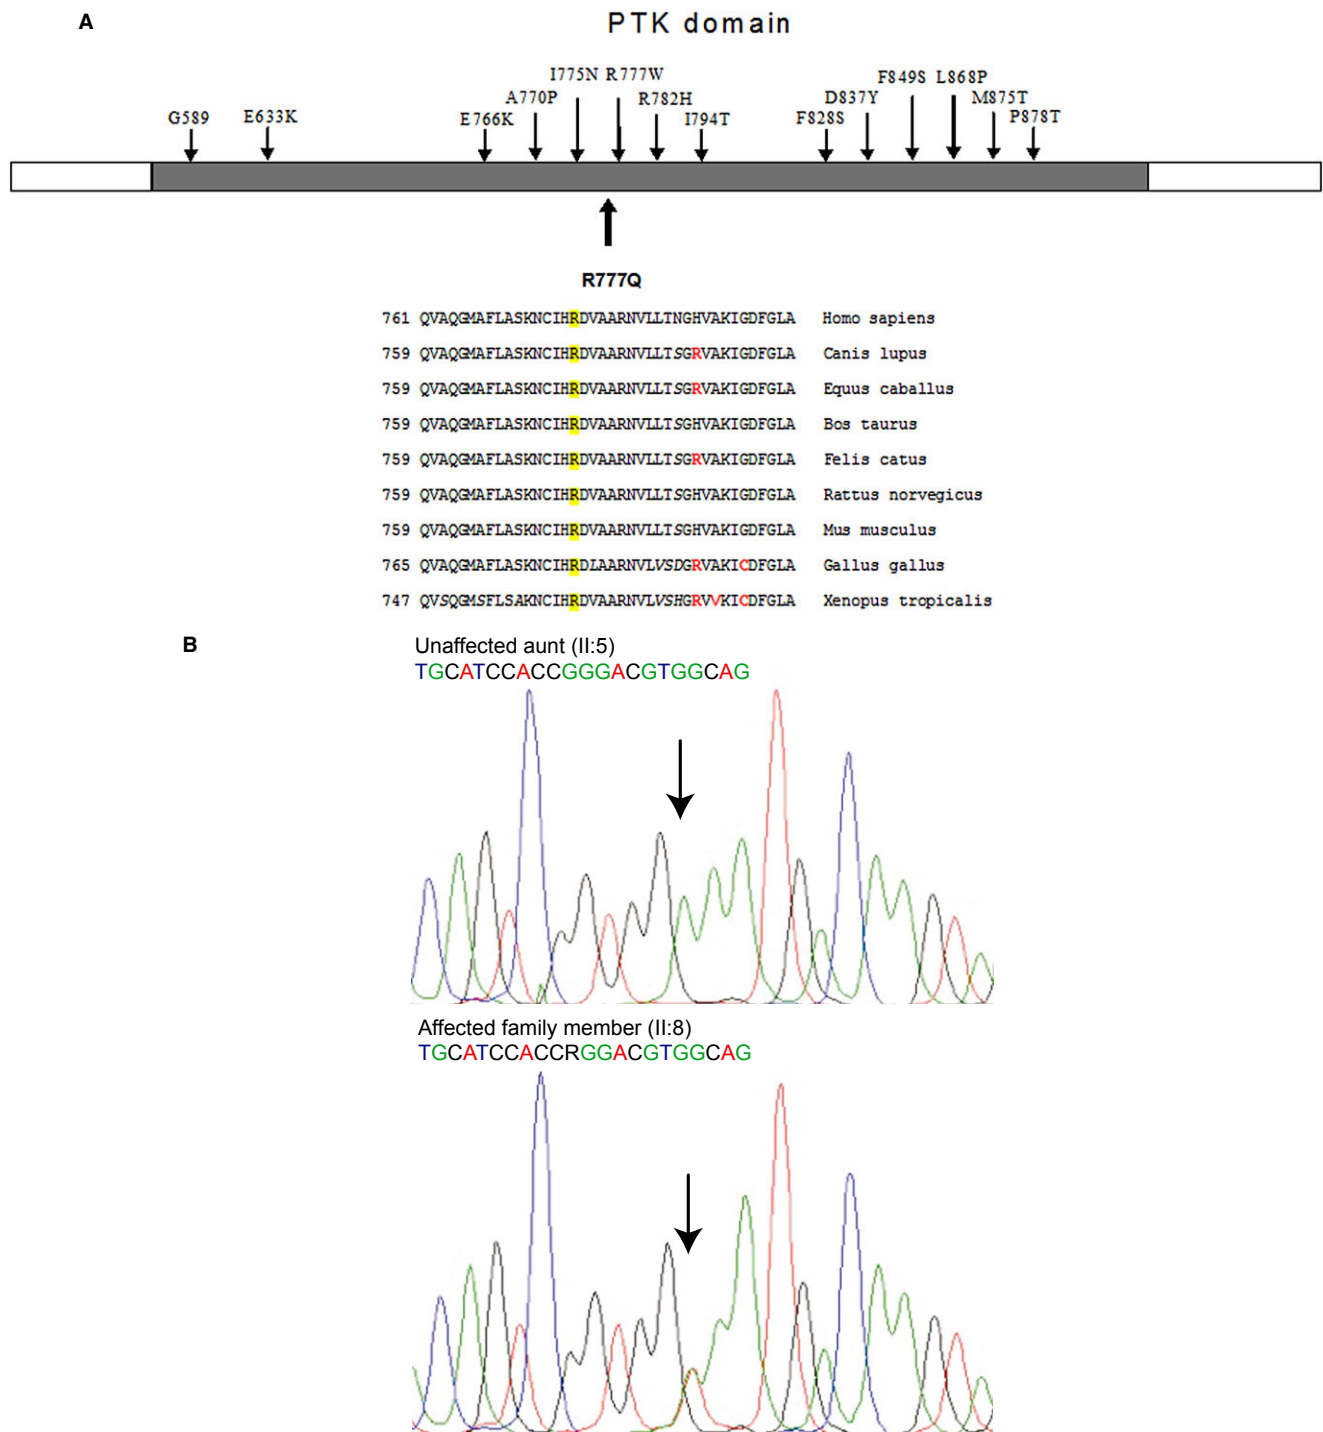 A
PTK domain
I775N R777W
F849S L868P
A770P
R782H
D837Y
M875T
G589
E633K
E766K
I794T
F828S
P878T
R777Q
761 QVAQGMAFLASKNCIHRDVAARNVLLTNGHVAKIGDFGLA Homo sapiens
759 QVAQGMAFLASKNCIHRDVAARNVLLTSGRVAKIGDFGLA Canis lupus
759 QVAQGMAFLASKNCIHRDVAARNVLLTSGRVAKIGDFGLA Equus caballus
759 QVAQGMAFLASKNCIHRDVAARNVLLTSGHVAKIGDFGLA Bos taurus
759 QVAQGMAFLASKNCIHRDVAARNVLLTSGRVAKIGDFGLA Felis catus
759 QVAQGMAFLASKNCIHRDVAARNVLLTSGHVAKIGDFGLA Rattus norvegicus
759 QVAQGMAFLASKNCIHRDVAARNVLLTSGHVAKIGDFGLA Mus musculus
765 QVAQGMAFLASKNCIHRDLAARNVLVSDGRVAKICDFGLA Gallus gallus
747 QVSQGMSFLSAKNCIHRDVAARNVLVSHGRVVKICDFGLA Xenopus tropicalis
B
Unaffected aunt (II:5)
TGCATCCACCGGGACGTGGCAG
Affected family member (II:8)
TGCATCCACCRGGACGTGGCAG